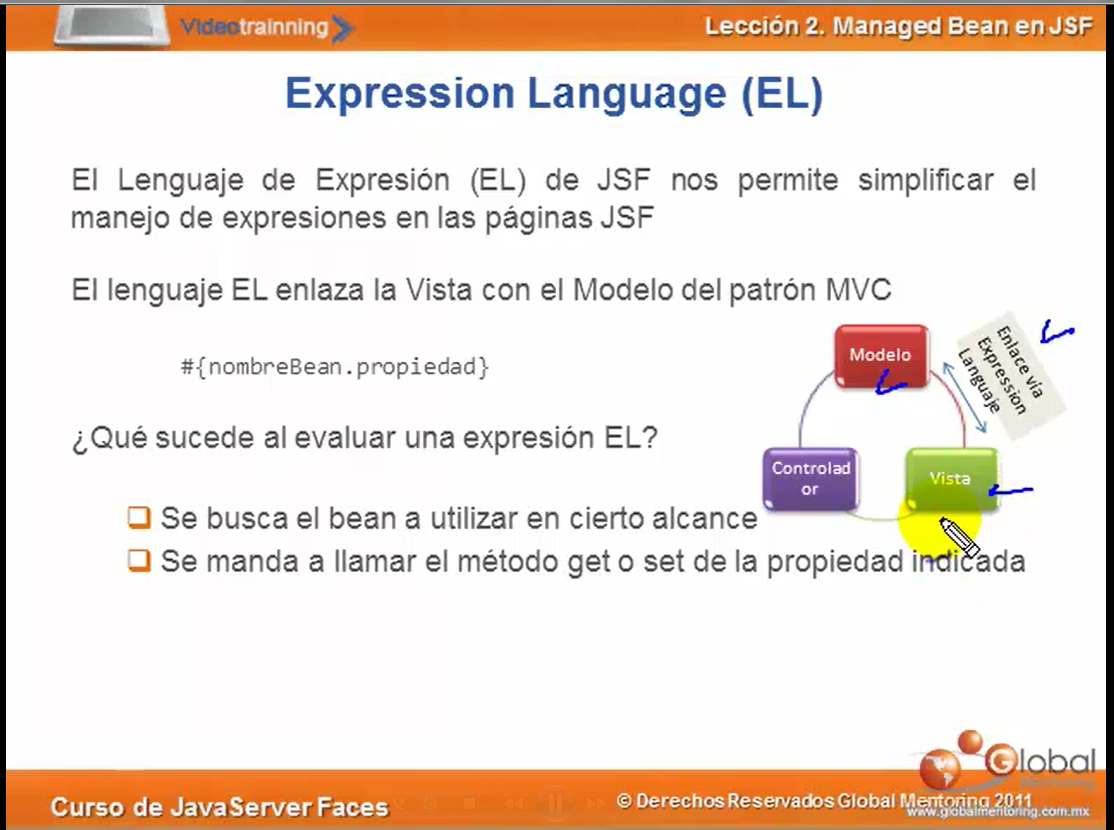 Videotrainning
Lección 2. Managed Bean en JSF
Expression Language (EL)
El Lenguaje de Expresión (EL) de JSF nos permite simplificar el
manejo de expresiones en las páginas JSF
El lenguaje EL enlaza la Vista con el Modelo del patrón MVC
#{nombreBean.propiedad}
Modelo
Enlace vía
Expression
Languaje
Controlad
or
Vista
¿Qué sucede al evaluar una expresión EL?
Se busca el bean a utilizar en cierto alcance
Se manda a llamar el método get o set de la propiedad indicada
Global
Mentoring
Curso de JavaServer Faces
© Derechos Reservados Global Mentoring 2011
www.globalmentoring.com.mx